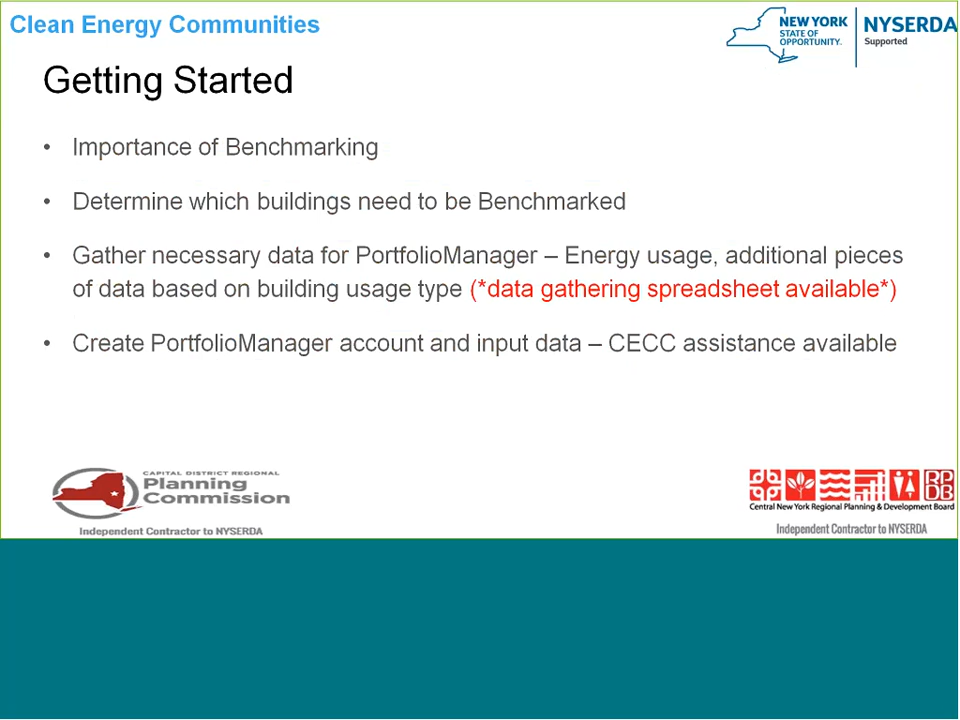 Clean Energy Communities
NEW YORK
STATE OF
OPPORTUNITY.
NYSERDA
Supported
Getting Started
• Importance of Benchmarking
• Determine which buildings need to be Benchmarked
• Gather necessary data for PortfolioManager – Energy usage, additional pieces
of data based on building usage type (*data gathering spreadsheet available*)
• Create PortfolioManager account and input data – CECC assistance available
CAPITAL DISTRICT REGIONAL
Planning
Commission
Independent Contractor to NYSERDA
RP
DB
Central New York Regional Planning & Development Board
Independent Contractor to NYSERDA